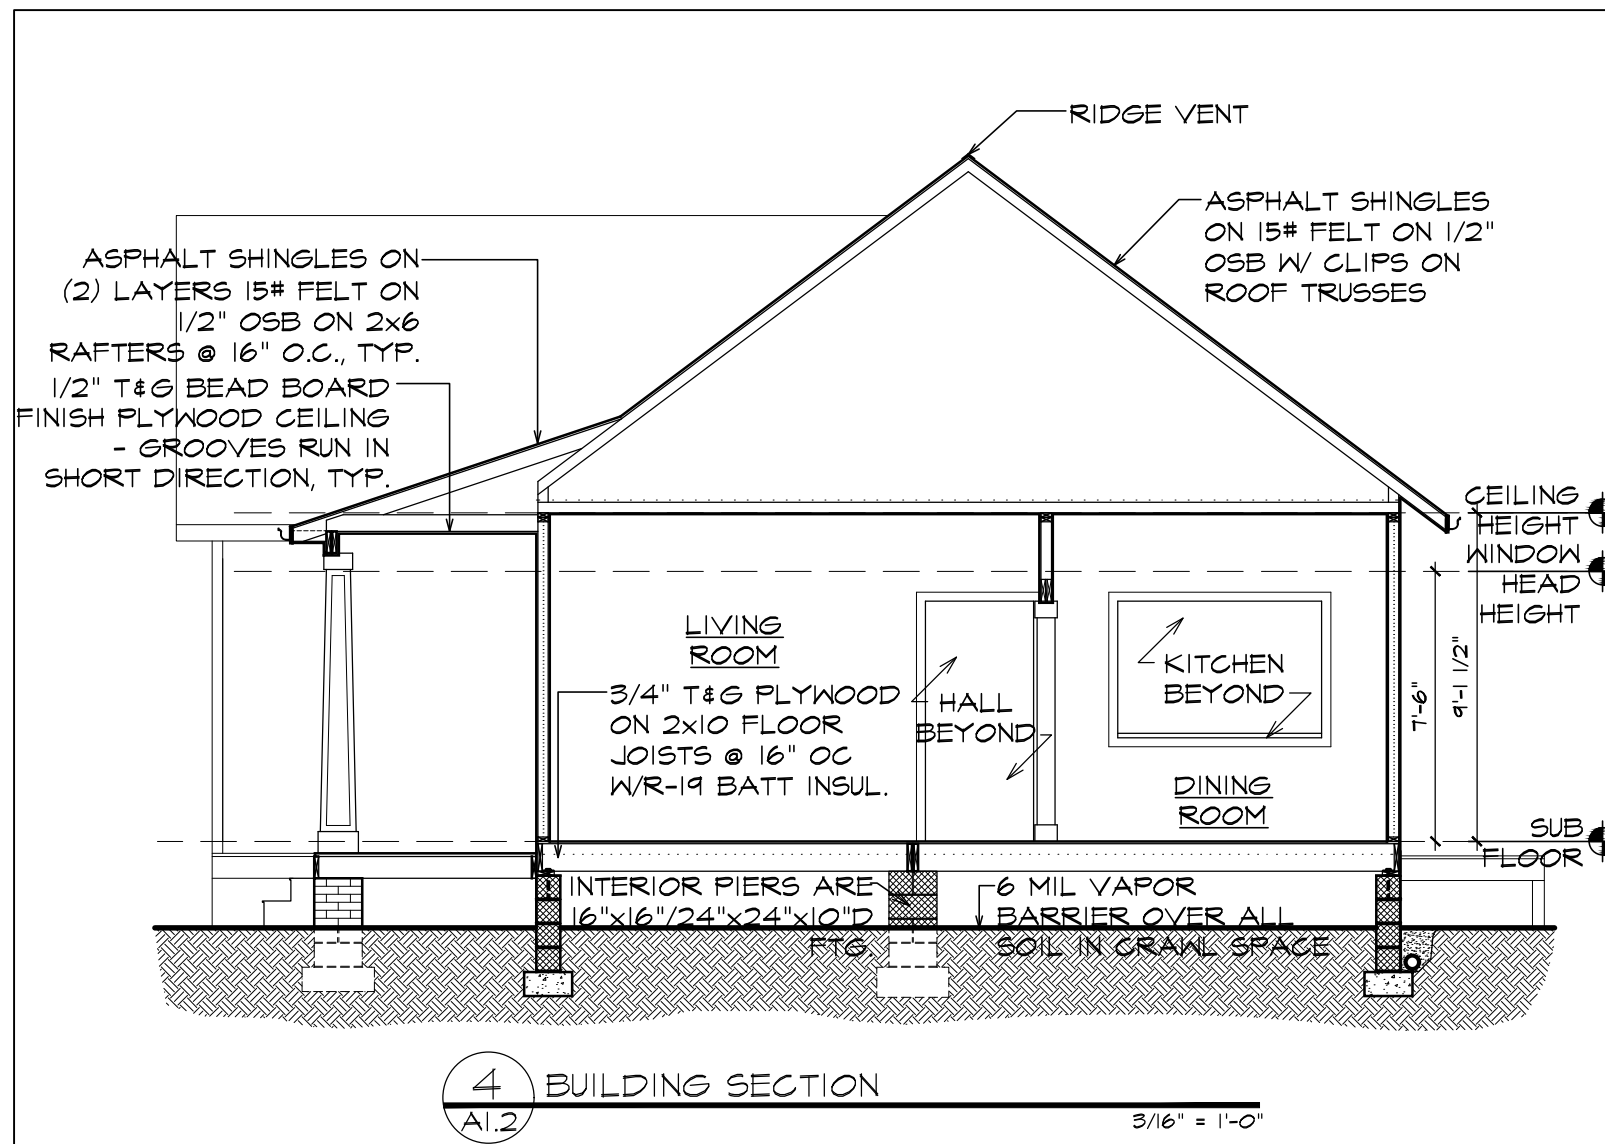 RIDGE VENT
ASPHALT SHINGLES
ON 15# FELT ON 1/2"
OSB W/ CLIPS ON
ROOF TRUSSES
ASPHALT SHINGLES ON
(2) LAYERS 15# FELT ON
1/2" OSB ON 2x6
RAFTERS @ 16" O.C., TYP.
1/2" T&G BEAD BOARD
FINISH PLYWOOD CEILING
- GROOVES RUN IN
SHORT DIRECTION, TYP.
CEILING
HEIGHT
WINDOW
HEAD
HEIGHT
LIVING
ROOM
3/4" T&G PLYWOOD
ON 2x10 FLOOR
JOISTS @ 16" OC
W/R-19 BATT INSUL.
HALL
BEYOND
KITCHEN
BEYOND
DINING
ROOM
7'-6"
9'-1 1/2"
SUB
FLOOR
INTERIOR PIERS ARE
16"x16"/24"x24"x10"D
FTG.
6 MIL VAPOR
BARRIER OVER ALL
SOIL IN CRAWL SPACE
4
A1.2
BUILDING SECTION
3/16" = 1'-0"